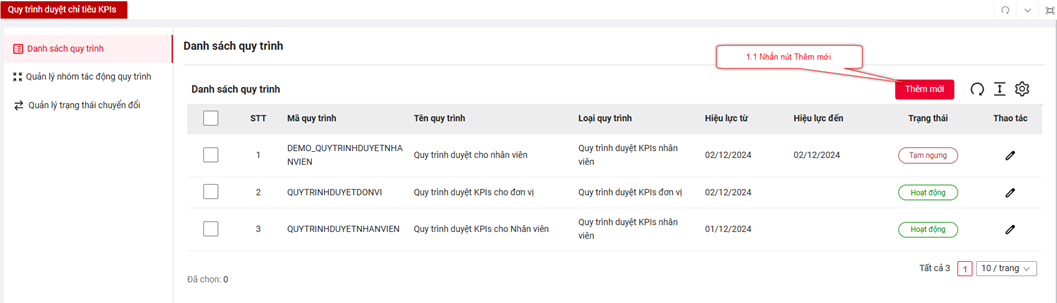 Quy trình duyệt chỉ tiêu KPIs
Danh sách quy trình
Quản lý nhóm tác động quy trình
Quản lý trạng thái chuyển đổi
Danh sách quy trình
1.1 Nhấn nút Thêm mới
Danh sách quy trình
Thêm mới
STT Mã quy trình Tên quy trình Loại quy trình Hiệu lực từ Hiệu lực đến Trạng thái Thao tác
1 DEMO_QUYTRINHDUYETNHA
NVIEN Quy trình duyệt cho nhân viên Quy trình duyệt KPIs nhân
viên 02/12/2024 02/12/2024 Tạm ngưng
2 QUYTRINHDUYETDONVI Quy trình duyệt KPIs cho đơn vị Quy trình duyệt KPIs đơn vị 02/12/2024 Hoạt động
3 QUYTRINHDUYETNHANVIEN Quy trình duyệt KPIs cho Nhân viên Quy trình duyệt KPIs nhân
viên 01/12/2024 Hoạt động
Tất cả 3 1 10 / trang
Đã chọn: 0